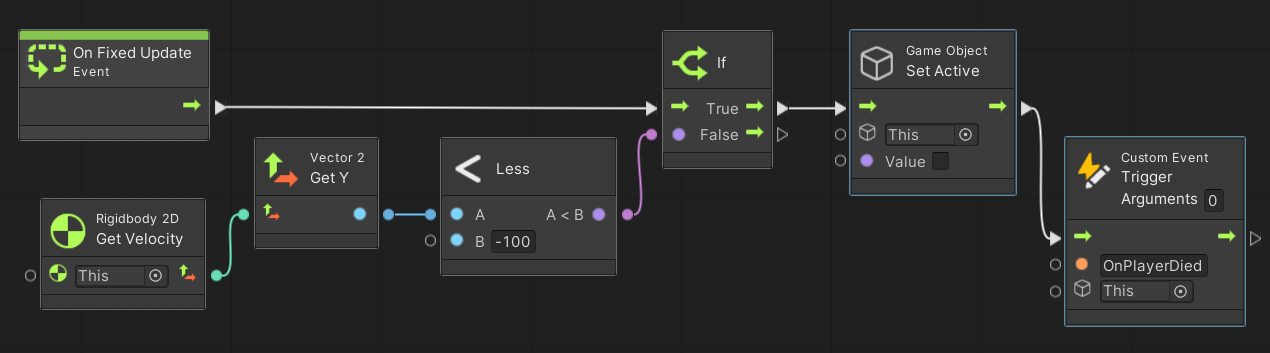 On Fixed Update
Event
Rigidbody 2D
Get Velocity
This
Vector 2
Get Y
Less
A
A < B
B
-100
If
True
False
Game Object
Set Active
This
Value
Custom Event
Trigger
Arguments 0
OnPlayerDied
This